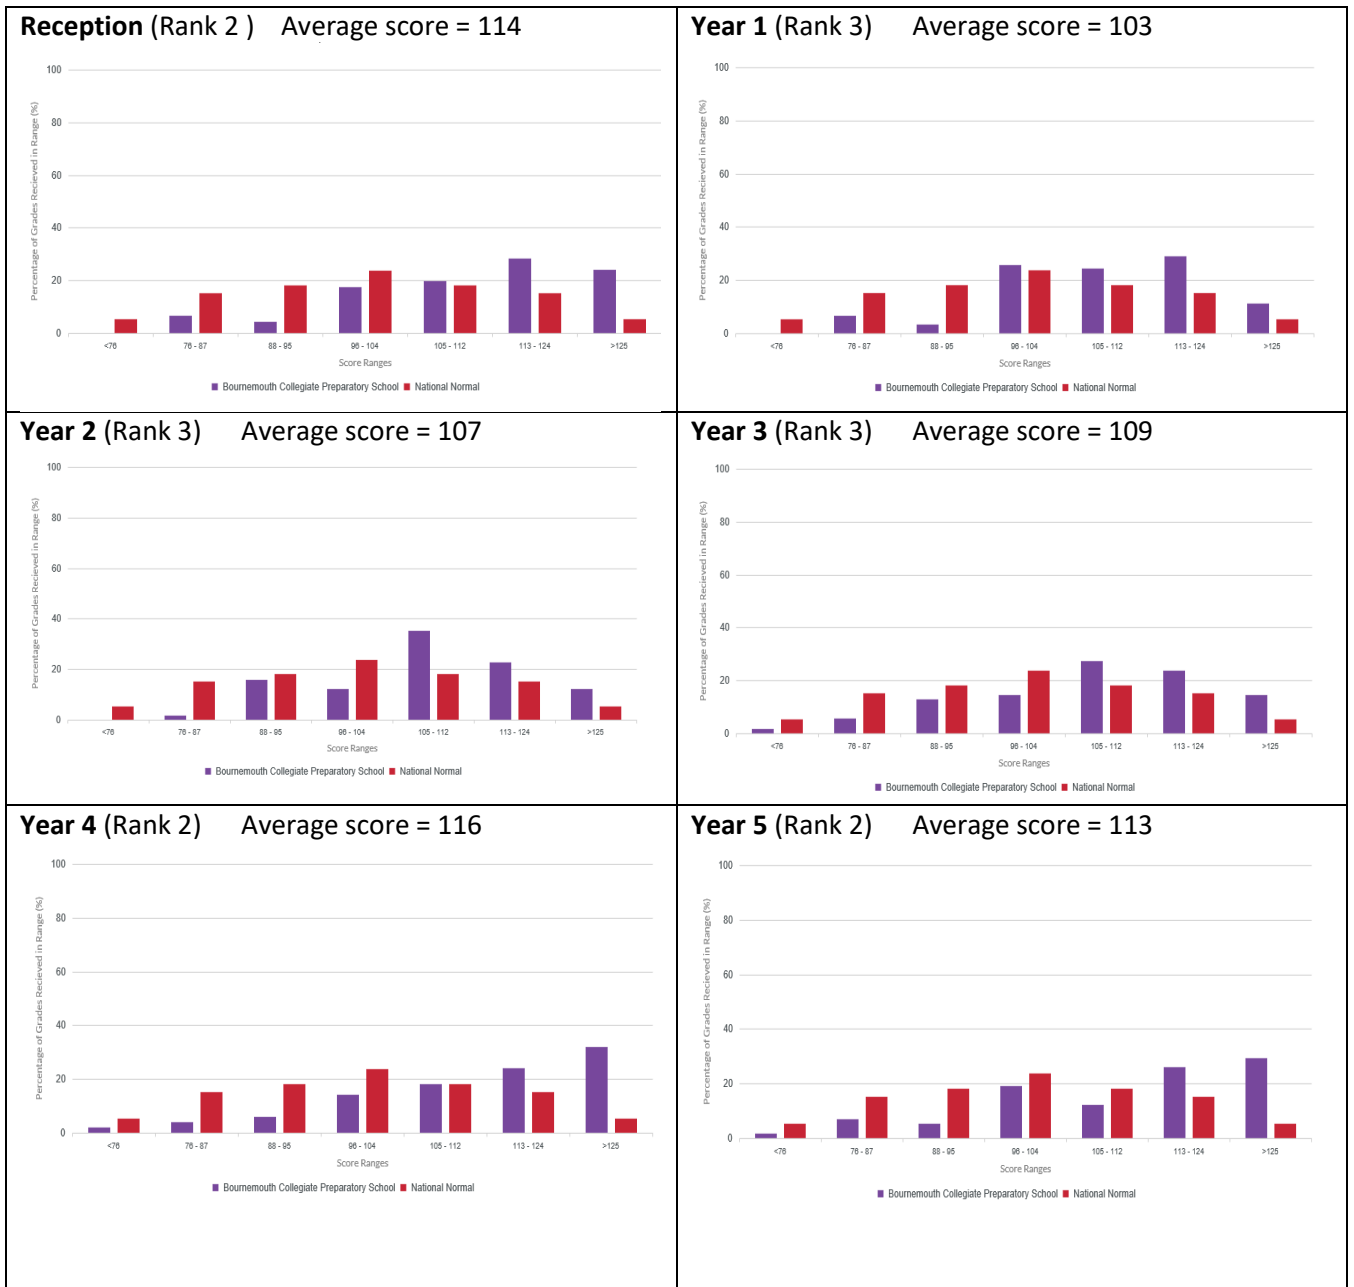 Reception (Rank 2 ) Average score = 114
100
80
60
40
20
0
Percentage of Grades Recieved in Range (%)
<76 76 - 87 88 - 95 96 - 104 105 - 112 113 - 124 >125
Score Ranges
Bournemouth Collegiate Preparatory School National Normal
Year 1 (Rank 3) Average score = 103
100
80
60
40
20
0
Percentage of Grades Recieved in Range (%)
<76 76 - 87 88 - 95 96 - 104 105 - 112 113 - 124 >125
Score Ranges
Bournemouth Collegiate Preparatory School National Normal
Year 2 (Rank 3) Average score = 107
100
80
60
40
20
0
Percentage of Grades Recieved in Range (%)
<76 76 - 87 88 - 95 96 - 104 105 - 112 113 - 124 >125
Score Ranges
Bournemouth Collegiate Preparatory School National Normal
Year 3 (Rank 3) Average score = 109
100
80
60
40
20
0
Percentage of Grades Recieved in Range (%)
<76 76 - 87 88 - 95 96 - 104 105 - 112 113 - 124 >125
Score Ranges
Bournemouth Collegiate Preparatory School National Normal
Year 4 (Rank 2) Average score = 116
100
80
60
40
20
0
Percentage of Grades Recieved in Range (%)
<76 76 - 87 88 - 95 96 - 104 105 - 112 113 - 124 >125
Score Ranges
Bournemouth Collegiate Preparatory School National Normal
Year 5 (Rank 2) Average score = 113
100
80
60
40
20
0
Percentage of Grades Recieved in Range (%)
<76 76 - 87 88 - 95 96 - 104 105 - 112 113 - 124 >125
Score Ranges
Bournemouth Collegiate Preparatory School National Normal